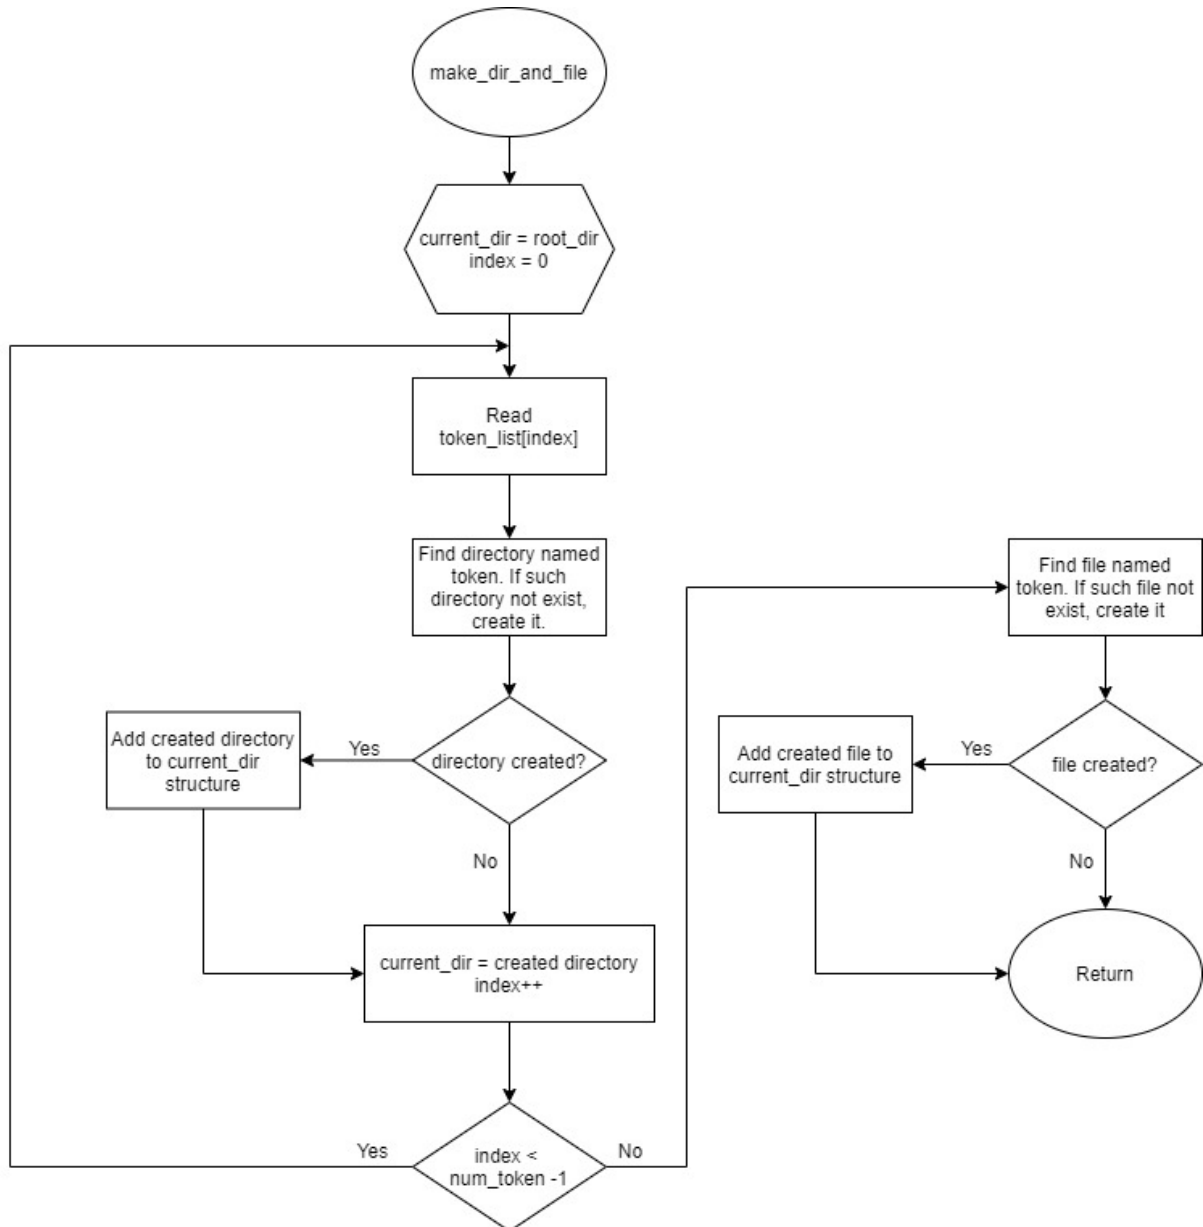 make_dir_and_file
current_dir = root_dir
index = 0
Read
token_list[index]
Find directory named
token. If such
directory not exist,
create it.
directory created?
Yes
Add created directory
to current_dir
structure
No
current_dir = created directory
index++
index <
num_token -1
Yes
No
Find file named
token. If such file not
exist, create it
file created?
Yes
Add created file to
current_dir structure
No
Return